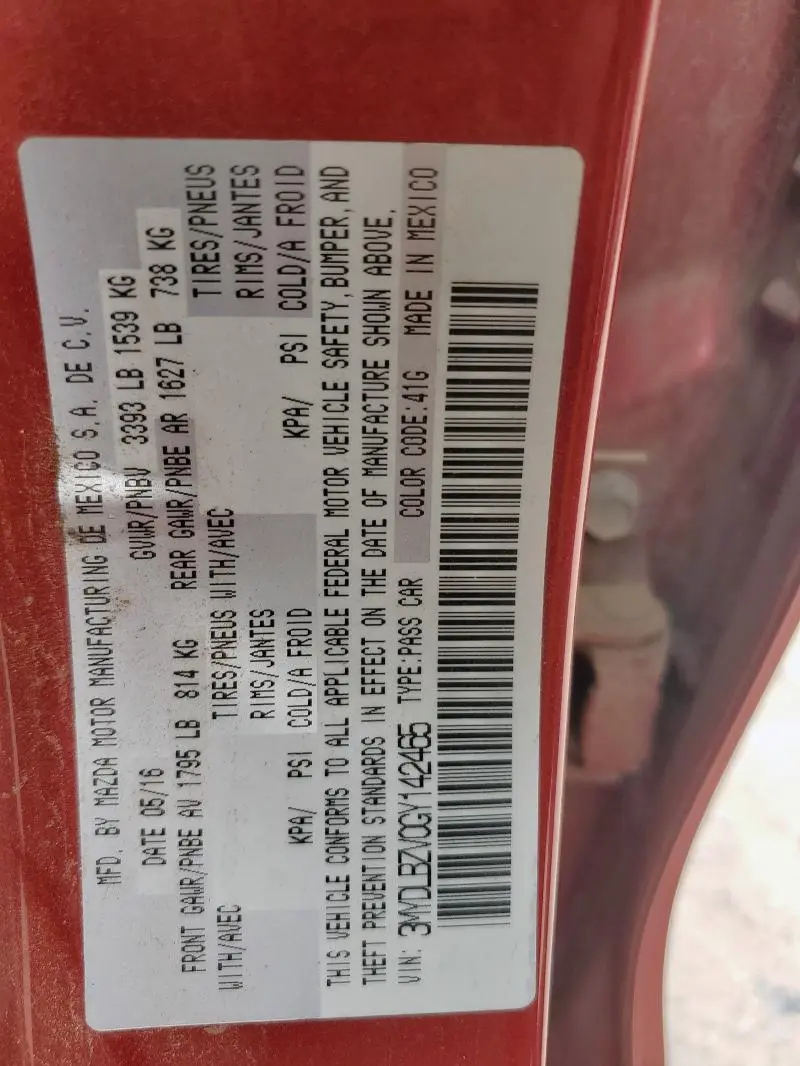 MFD. BY MAZDA MOTOR MANUFACTURING DE MEXICO S.A. DE C.V.
DATE 05/16 GVWR/PNBV 3393 LB 1539 KG
FRONT GAWR/PNBE AV 1795 LB 814 KG REAR GAWR/PNBE AR 1627 LB 738 KG
WITH/AVEC TIRES/PNEUS WITH/AVEC TIRES/PNEUS
RIMS/JANTES RIMS/JANTES
KPA/ PSI COLD/A FROID KPA/ PSI COLD/A FROID
THIS VEHICLE CONFORMS TO ALL APPLICABLE FEDERAL MOTOR VEHICLE SAFETY, BUMPER, AND
THEFT PREVENTION STANDARDS IN EFFECT ON THE DATE OF MANUFACTURE SHOWN ABOVE.
VIN: 3MYDLBZV0GY142465 TYPE:PASS CAR COLOR CODE:41G MADE IN MEXICO